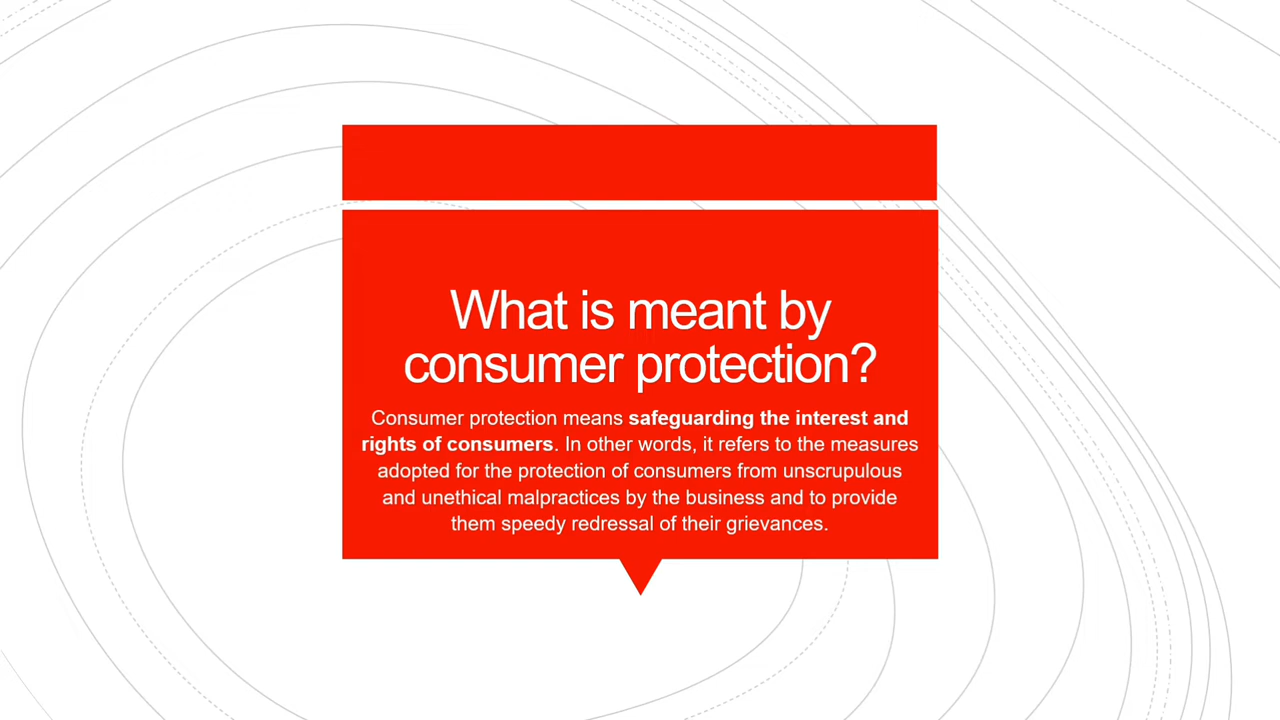 What is meant by
consumer protection?
Consumer protection means safeguarding the interest and
rights of consumers. In other words, it refers to the measures
adopted for the protection of consumers from unscrupulous
and unethical malpractices by the business and to provide
them speedy redressal of their grievances.